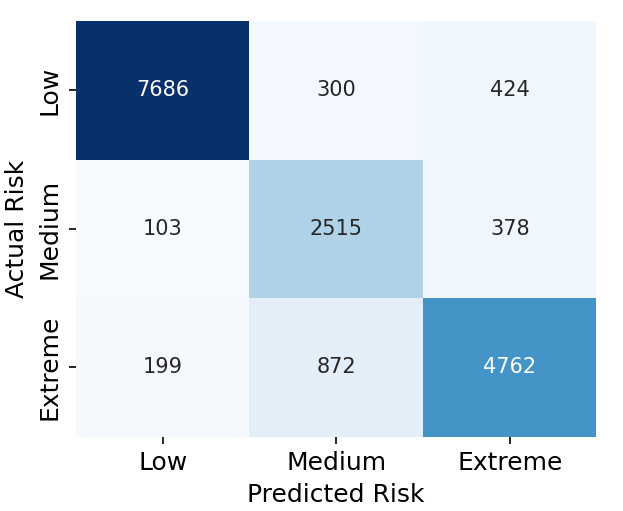 Actual Risk
Low
7686 300 424
Medium
103 2515 378
Extreme
199 872 4762
Low Medium Extreme
Predicted Risk